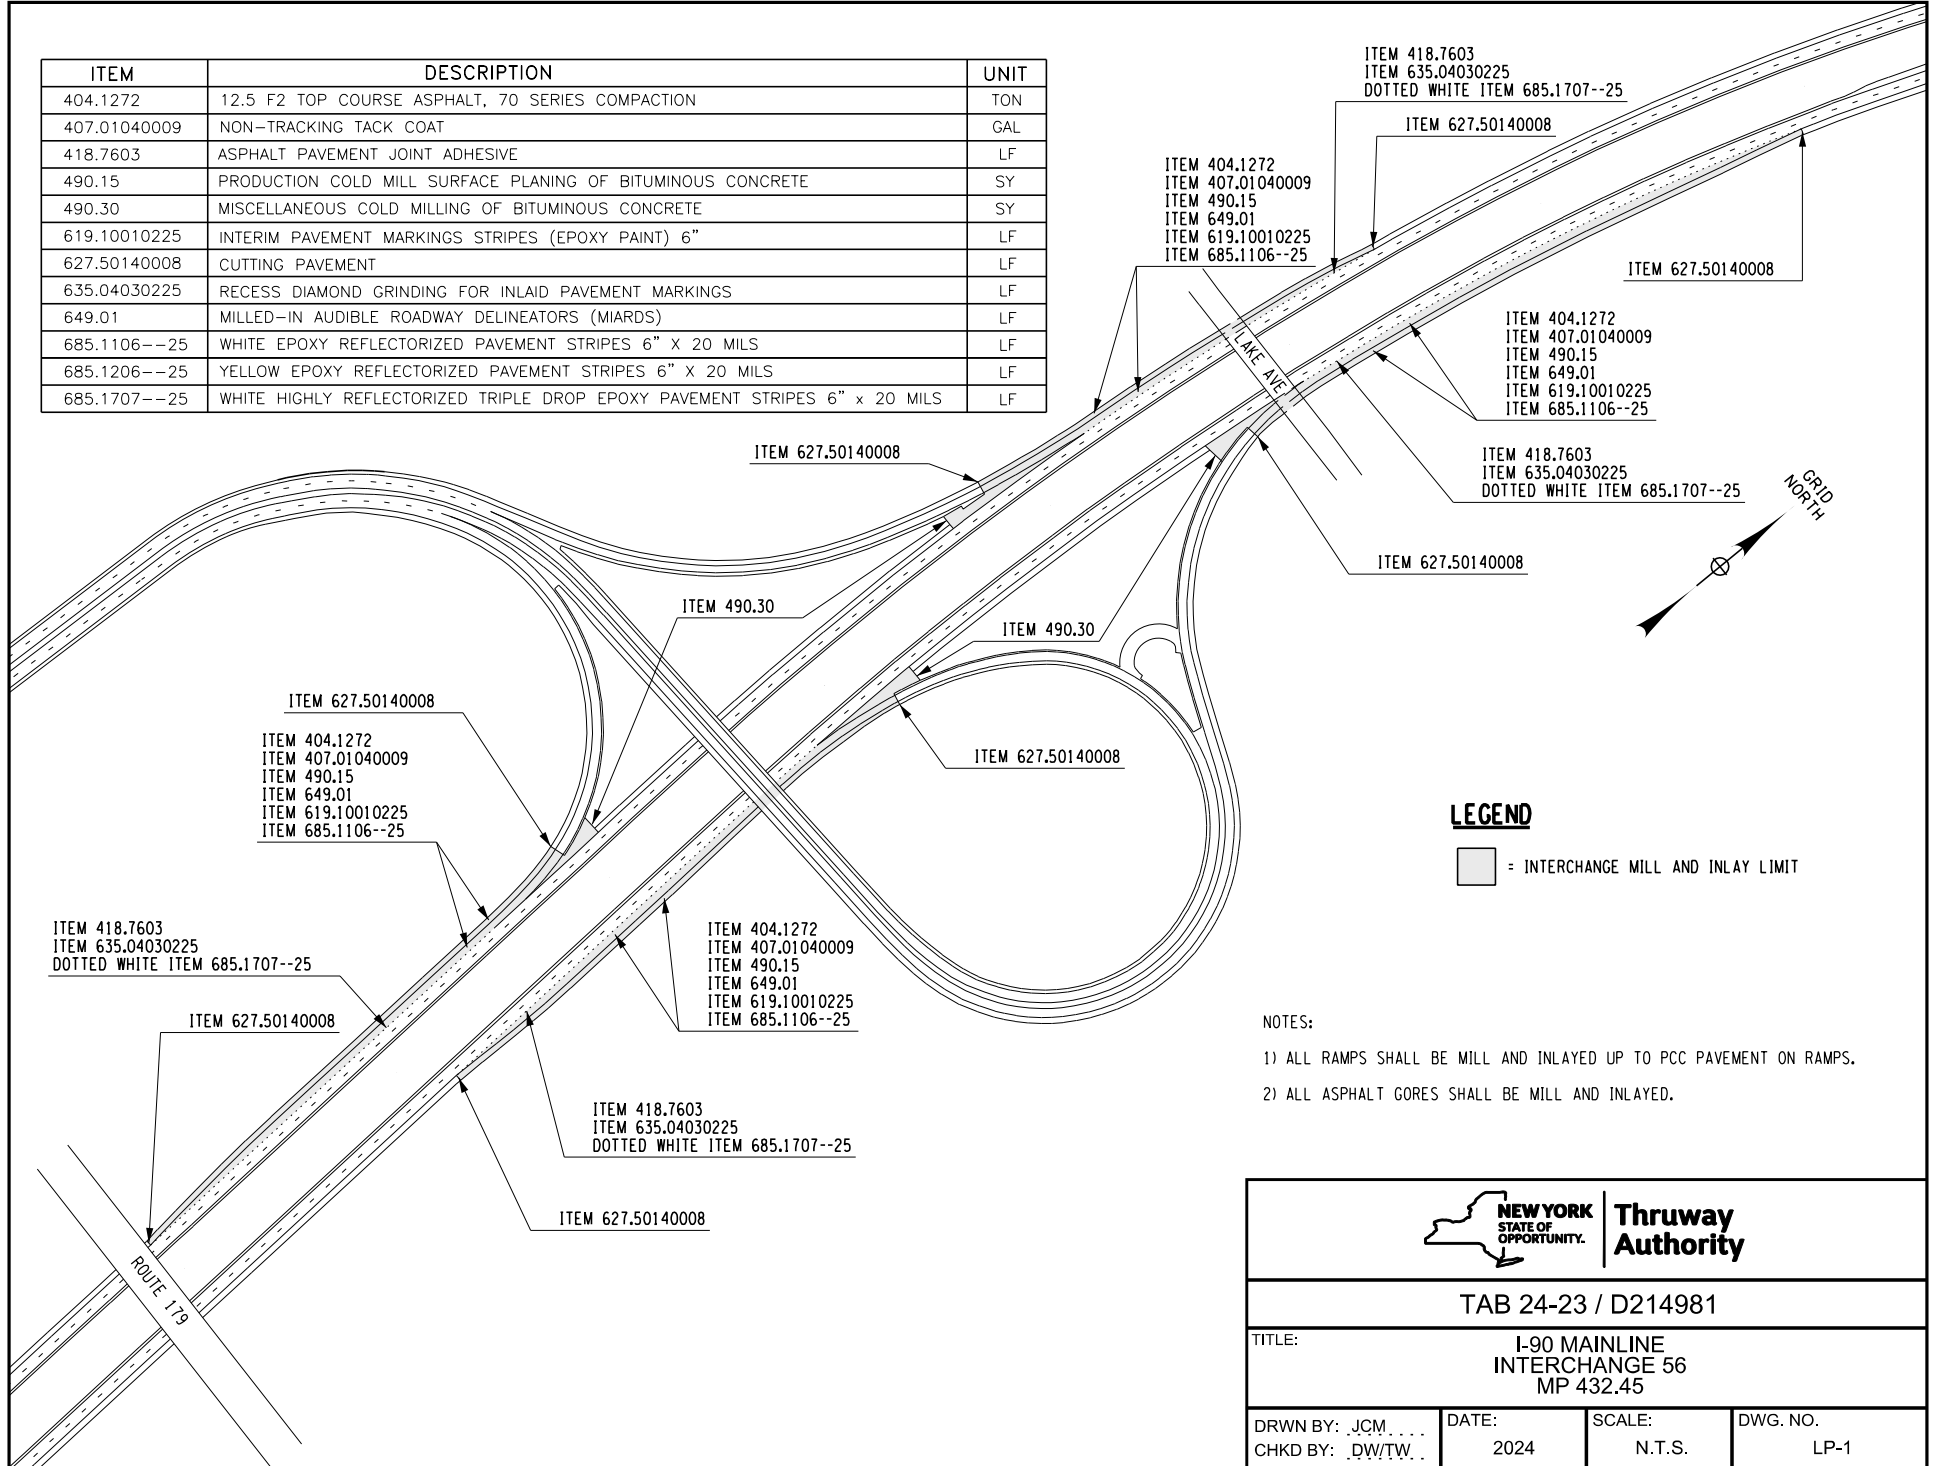 ITEM DESCRIPTION UNIT
404.1272 12.5 F2 TOP COURSE ASPHALT, 70 SERIES COMPACTION TON
407.01040009 NON-TRACKING TACK COAT GAL
418.7603 ASPHALT PAVEMENT JOINT ADHESIVE LF
490.15 PRODUCTION COLD MILL SURFACE PLANING OF BITUMINOUS CONCRETE SY
490.30 MISCELLANEOUS COLD MILLING OF BITUMINOUS CONCRETE SY
619.10010225 INTERIM PAVEMENT MARKINGS STRIPES (EPOXY PAINT) 6" LF
627.50140008 CUTTING PAVEMENT LF
635.04030225 RECESS DIAMOND GRINDING FOR INLAID PAVEMENT MARKINGS LF
649.01 MILLED-IN AUDIBLE ROADWAY DELINEATORS (MIARDS) LF
685.1106--25 WHITE EPOXY REFLECTORIZED PAVEMENT STRIPES 6" X 20 MILS LF
685.1206--25 YELLOW EPOXY REFLECTORIZED PAVEMENT STRIPES 6" X 20 MILS LF
685.1707--25 WHITE HIGHLY REFLECTORIZED TRIPLE DROP EPOXY PAVEMENT STRIPES 6" x 20 MILS LF
ITEM 418.7603
ITEM 635.04030225
DOTTED WHITE ITEM 685.1707--25
ITEM 627.50140008
ITEM 404.1272
ITEM 407.01040009
ITEM 490.15
ITEM 649.01
ITEM 619.10010225
ITEM 685.1106--25
ITEM 627.50140008
LAKE AVE
ITEM 404.1272
ITEM 407.01040009
ITEM 490.15
ITEM 649.01
ITEM 619.10010225
ITEM 685.1106--25
ITEM 627.50140008
ITEM 418.7603
ITEM 635.04030225
DOTTED WHITE ITEM 685.1707--25
GRID
NORTH
ITEM 627.50140008
ITEM 490.30
ITEM 490.30
ITEM 627.50140008
ITEM 627.50140008
ITEM 404.1272
ITEM 407.01040009
ITEM 490.15
ITEM 649.01
ITEM 619.10010225
ITEM 685.1106--25
LEGEND
= INTERCHANGE MILL AND INLAY LIMIT
ITEM 418.7603
ITEM 635.04030225
DOTTED WHITE ITEM 685.1707--25
ITEM 404.1272
ITEM 407.01040009
ITEM 490.15
ITEM 649.01
ITEM 619.10010225
ITEM 685.1106--25
ITEM 627.50140008
NOTES:
1) ALL RAMPS SHALL BE MILL AND INLAYED UP TO PCC PAVEMENT ON RAMPS.
2) ALL ASPHALT GORES SHALL BE MILL AND INLAYED.
ITEM 418.7603
ITEM 635.04030225
DOTTED WHITE ITEM 685.1707--25
ITEM 627.50140008
ROUTE 179
NEW YORK
STATE OF
OPPORTUNITY.
Thruway
Authority
TAB 24-23 / D214981
TITLE:
I-90 MAINLINE
INTERCHANGE 56
MP 432.45
DRWN BY: JCM
CHKD BY: DW/TW
DATE:
2024
SCALE:
N.T.S.
DWG. NO.
LP-1